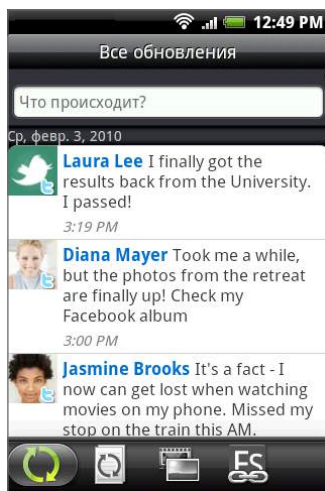 12:49 PM
Все обновления
Что происходит?
Ср, февр. 3, 2010
Laura Lee I finally got the
results back from the University.
I passed!
3:19 PM
Diana Mayer Took me a while,
but the photos from the retreat
are finally up! Check my
Facebook album
3:00 PM
Jasmine Brooks It's a fact - I
now can get lost when watching
movies on my phone. Missed my
stop on the train this AM.
FS